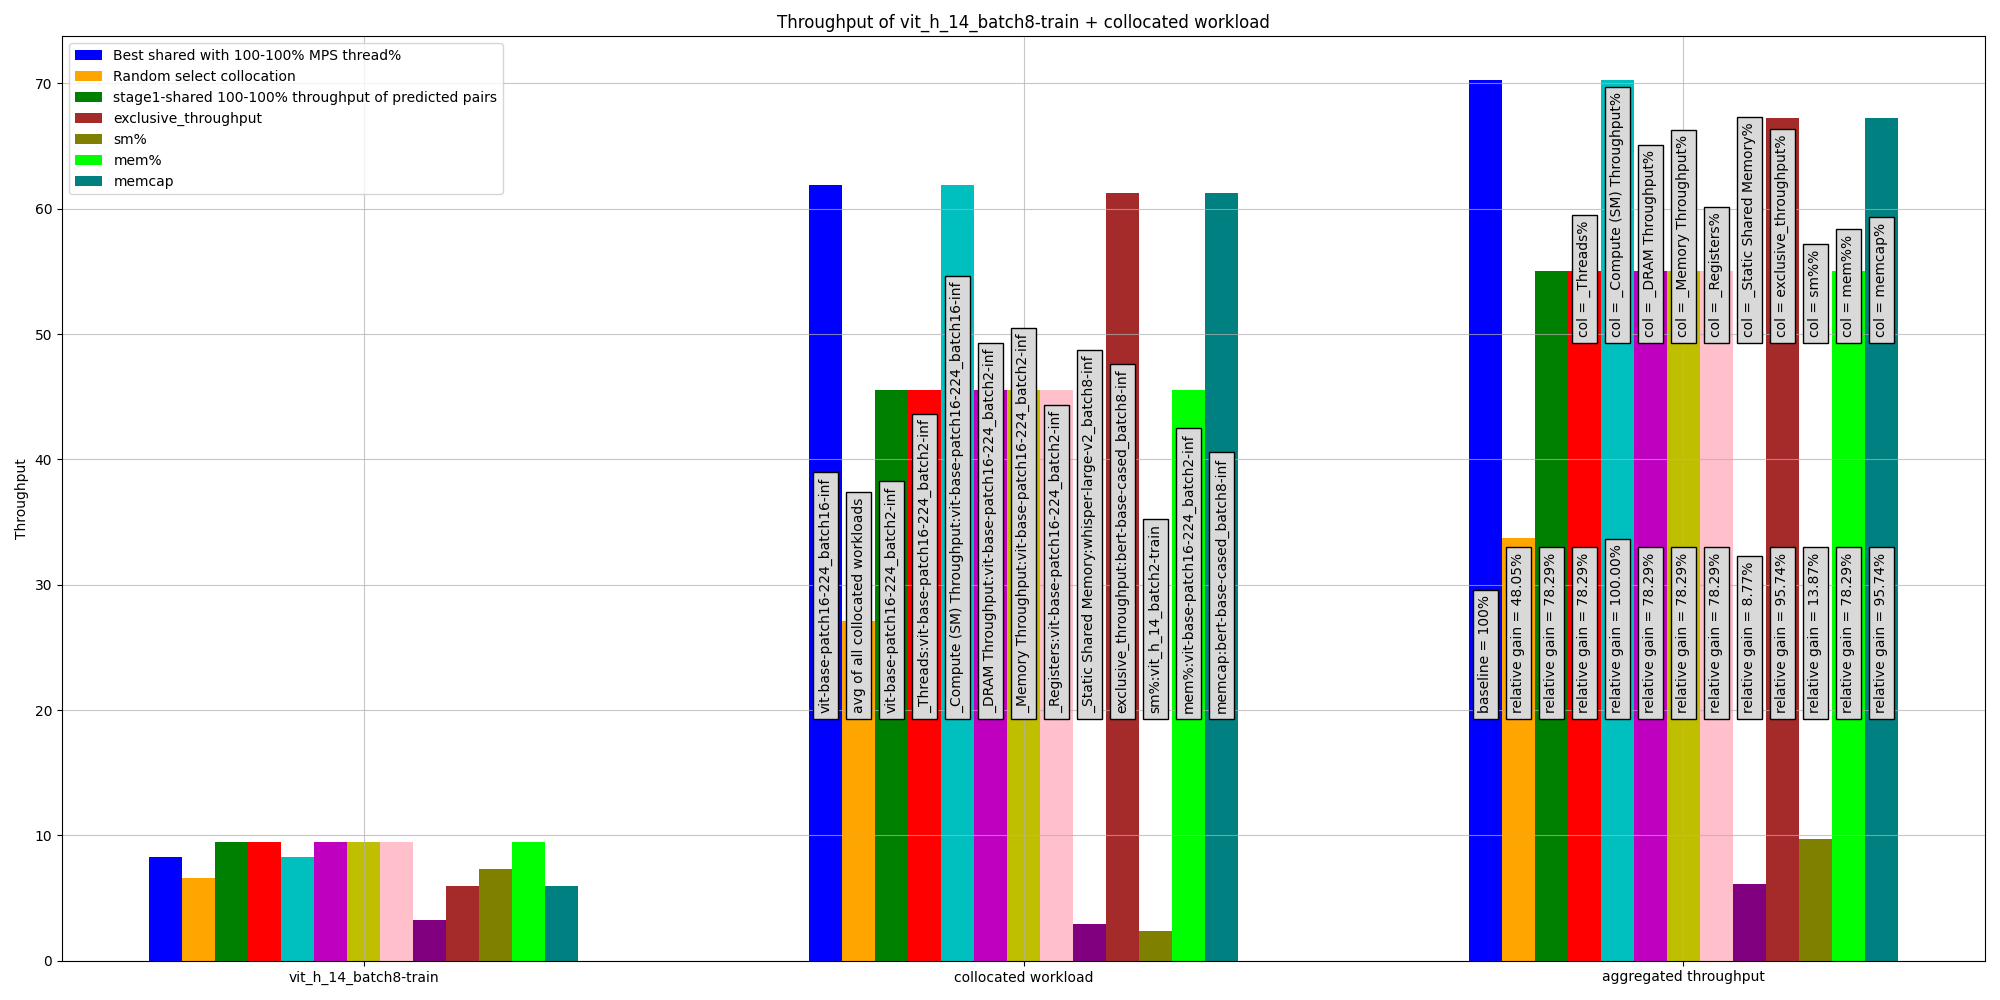 Throughput of vit_h_14_batch8-train + collocated workload
Best shared with 100-100% MPS thread%
Random select collocation
stage1-shared 100-100% throughput of predicted pairs
exclusive_throughput
sm%
mem%
memcap
Throughput
70
60
50
40
30
20
10
0
vit-base-patch16-224_batch16-inf
avg of all collocated workloads
vit-base-patch16-224_batch2-inf
_Threads:vit-base-patch16-224_batch2-inf
_Compute (SM) Throughput:vit-base-patch16-224_batch16-inf
_DRAM Throughput:vit-base-patch16-224_batch2-inf
_Memory Throughput:vit-base-patch16-224_batch2-inf
_Registers:vit-base-patch16-224_batch2-inf
_Static Shared Memory:whisper-large-v2_batch8-inf
exclusive_throughput:bert-base-cased_batch8-inf
sm%:vit_h_14_batch2-train
mem%:vit-base-patch16-224_batch2-inf
memcap:bert-base-cased_batch8-inf
col = _Threads%
col = _Compute (SM) Throughput%
col = _DRAM Throughput%
col = _Memory Throughput%
col = _Registers%
col = _Static Shared Memory%
col = exclusive_throughput%
col = sm%%
col = mem%%
col = memcap%
baseline = 100%
relative gain = 48.05%
relative gain = 78.29%
relative gain = 78.29%
relative gain = 100.00%
relative gain = 78.29%
relative gain = 78.29%
relative gain = 78.29%
relative gain = 8.77%
relative gain = 95.74%
relative gain = 13.87%
relative gain = 78.29%
relative gain = 95.74%
vit_h_14_batch8-train
collocated workload
aggregated throughput